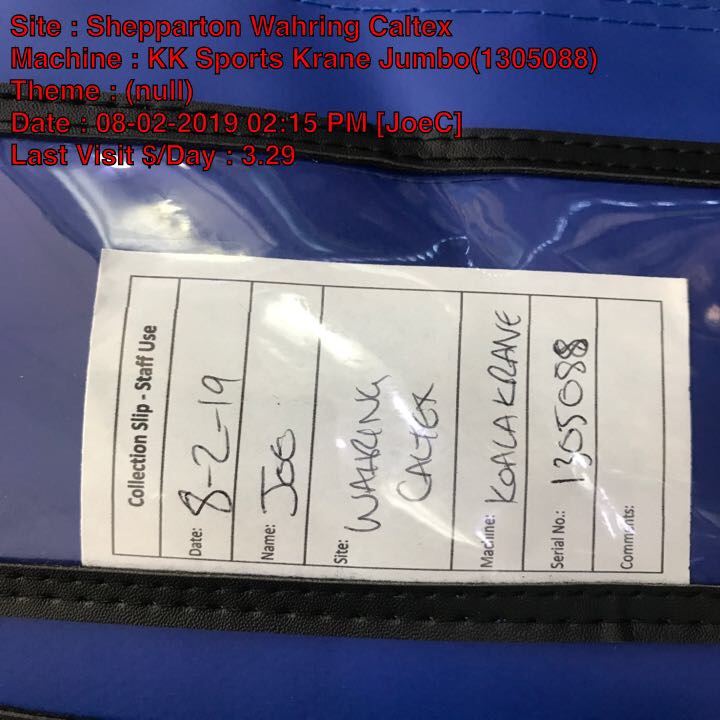 Site : Shepparton Wahring Caltex
Machine : KK Sports Krane Jumbo(1305088)
Theme : (null)
Date : 08-02-2019 02:15 PM [JoeC]
Last Visit $/Day : 3.29
Collection Slip - Staff Use
Date: 8-2-19
Name: JOE
Site: WAHRING
CALTEX
Machine: KOALA KRANE
Serial No.: 1305088
Comments: